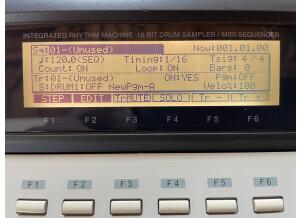 INTEGRATED RHYTHM MACHINE 16 BIT DRUM SAMPLER / MIDI SEQUENCER
Sq:01-(Unused) Now:001.01.00
♩:120.0(SEQ) Timing:1/16 Tsig: 4/ 4
Count: ON Loop: ON Bars: 0
Tr:01-(Unused) ON:YES Pgm:OFF
S:DRUM1:OFF NewPgm-A Velo%:100
STEP EDIT TrMUTE SOLO Tr - Tr +
F1 F2 F3 F4 F5 F6
F1 F2 F3 F4 F5 F6